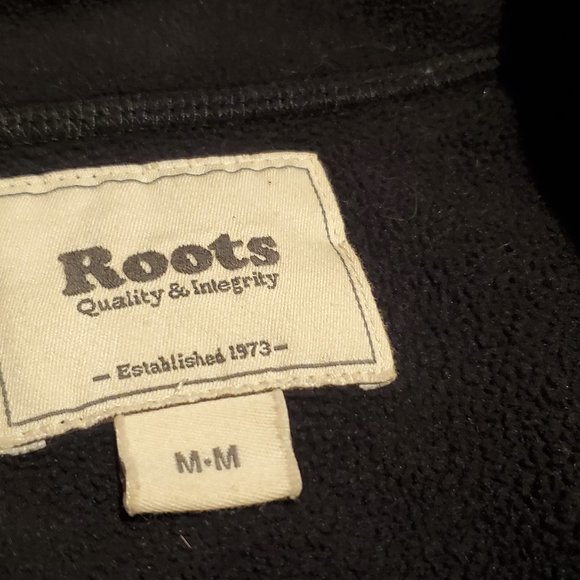 Roots
Quality & Integrity
– Established 1973 –
M•M